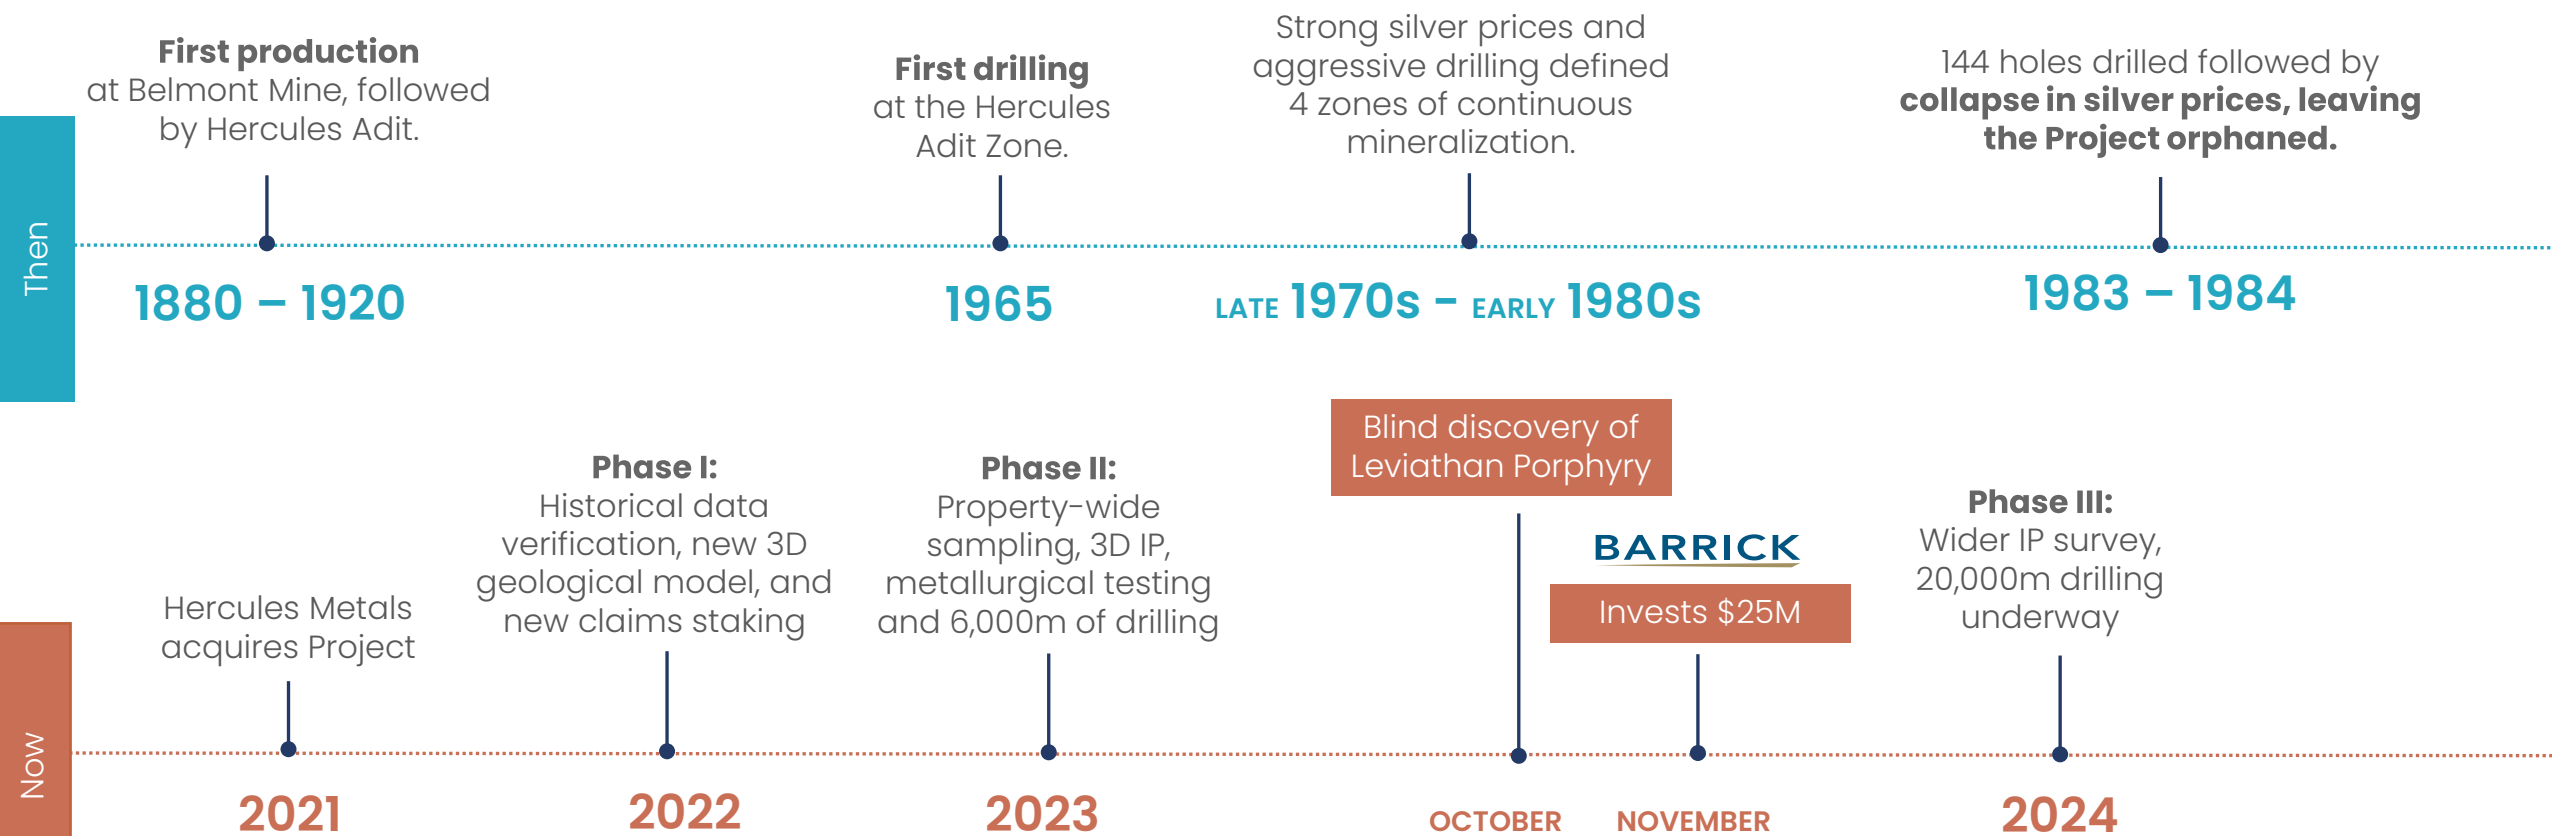 Then
First production
at Belmont Mine, followed
by Hercules Adit.
1880 – 1920
First drilling
at the Hercules
Adit Zone.
1965
Strong silver prices and
aggressive drilling defined
4 zones of continuous
mineralization.
LATE 1970s - EARLY 1980s
144 holes drilled followed by
collapse in silver prices, leaving
the Project orphaned.
1983 – 1984
Now
Hercules Metals
acquires Project
2021
Phase I:
Historical data
verification, new 3D
geological model, and
new claims staking
2022
Phase II:
Property-wide
sampling, 3D IP,
metallurgical testing
and 6,000m of drilling
2023
Blind discovery of
Leviathan Porphyry
OCTOBER
BARRICK
Invests $25M
NOVEMBER
Phase III:
Wider IP survey,
20,000m drilling
underway
2024